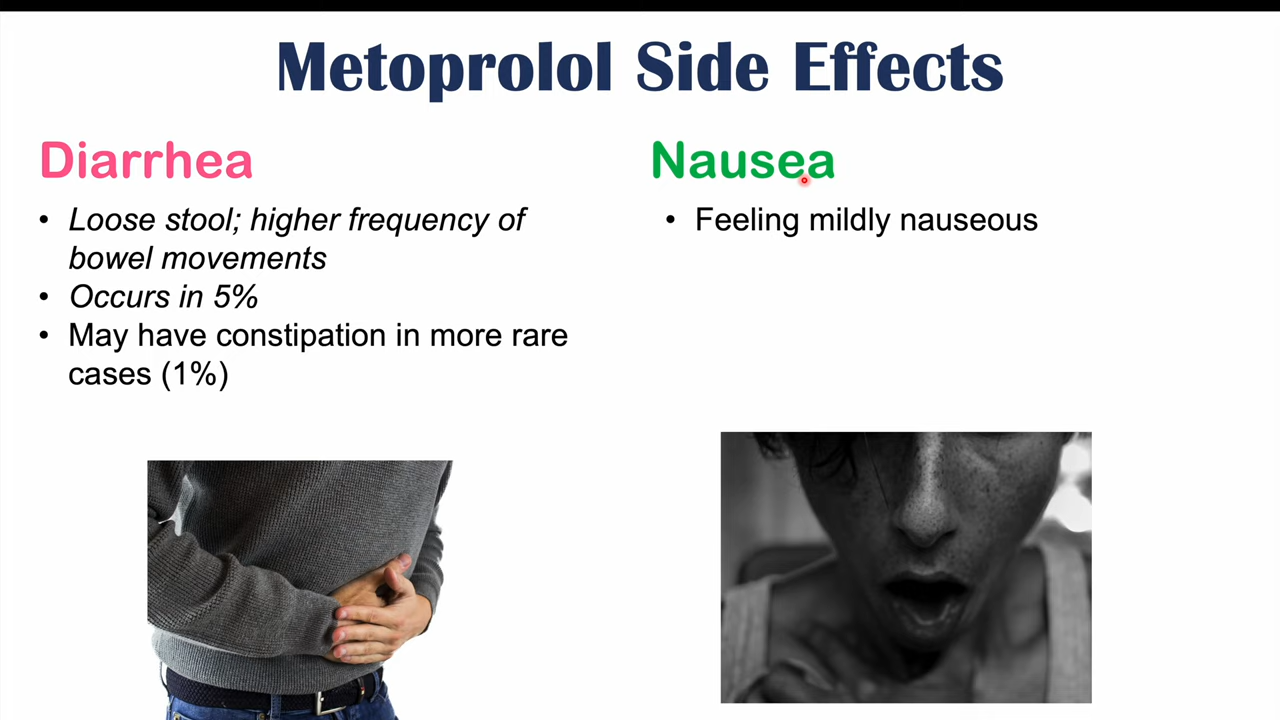 Metoprolol Side Effects
Diarrhea
• Loose stool; higher frequency of
bowel movements
• Occurs in 5%
• May have constipation in more rare
cases (1%)
Nausea
• Feeling mildly nauseous